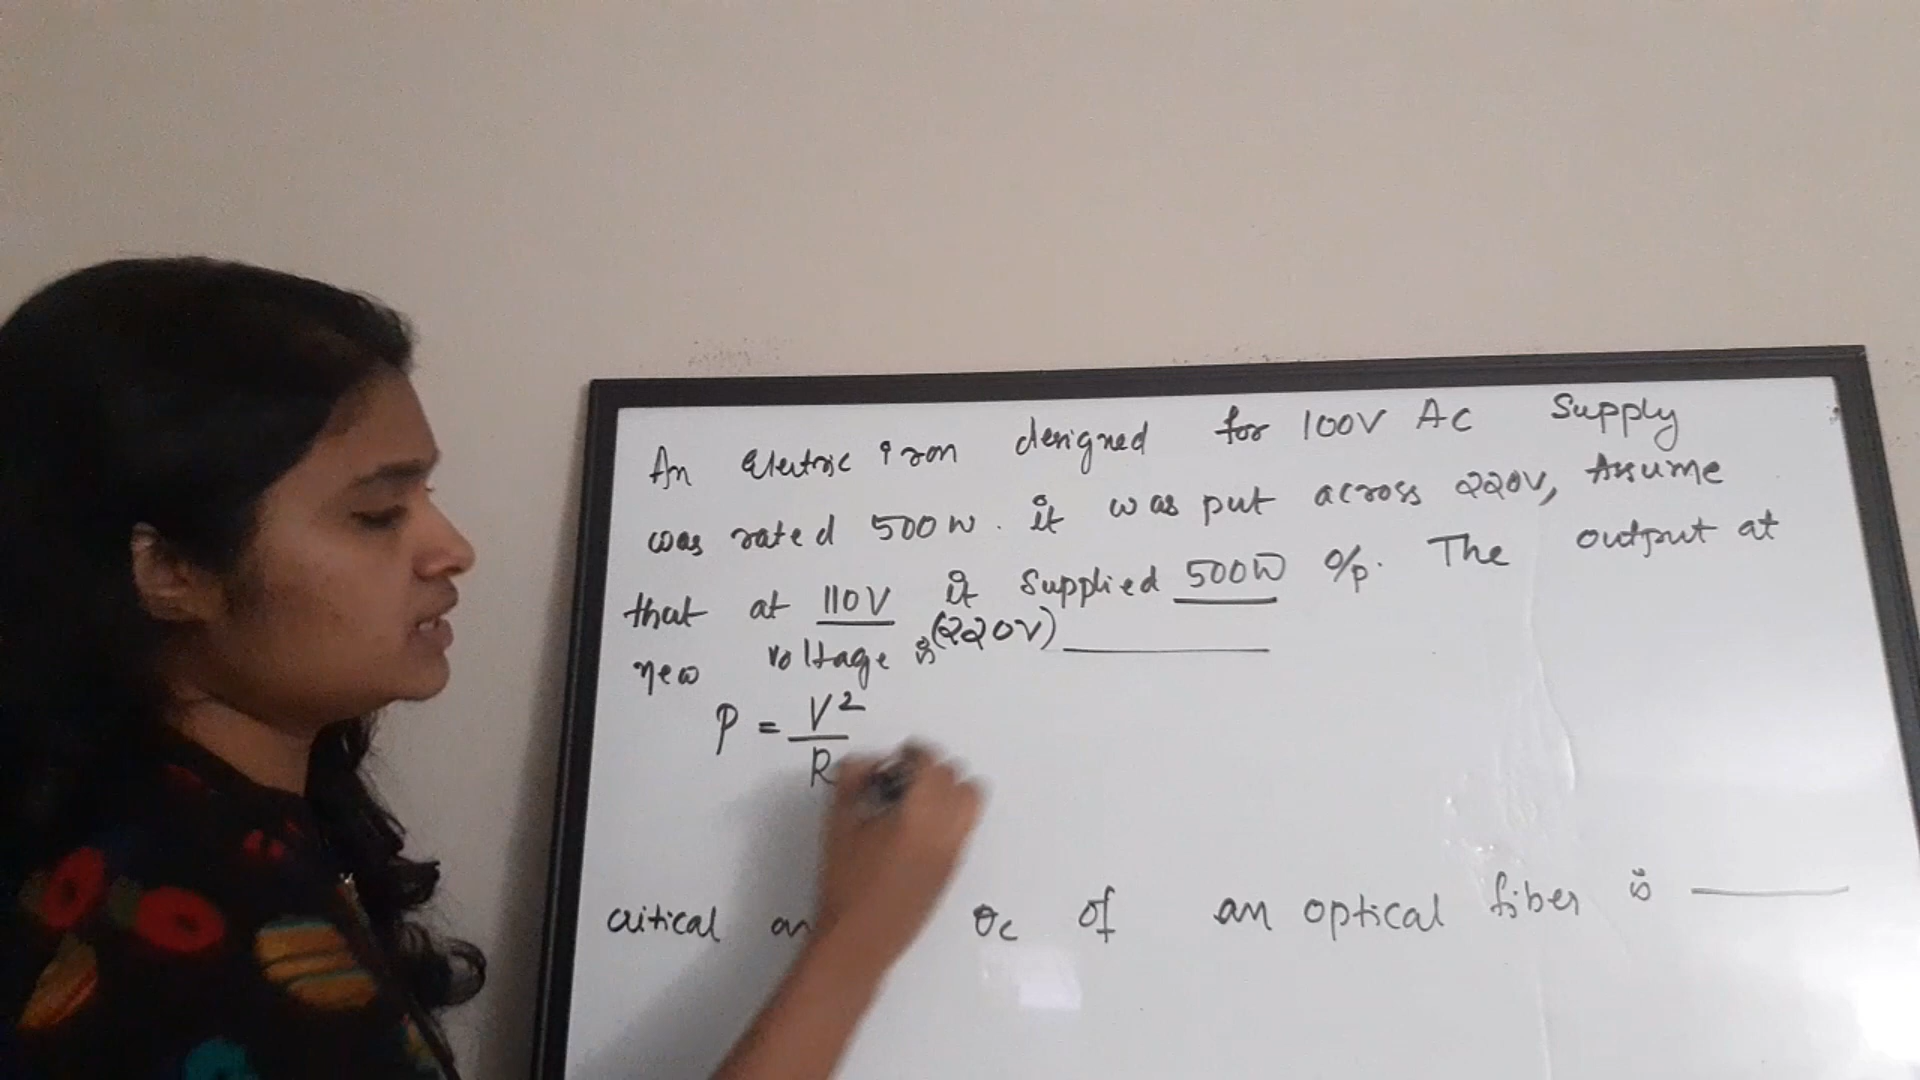 An Electric iron designed for 100V AC Supply
was rated 500W. it was put across 220V, Assume
that at 110V it supplied 500W o/p. The output at
new voltage is (220V) ______
P = V²/R
critical an θc of an optical fiber is ______